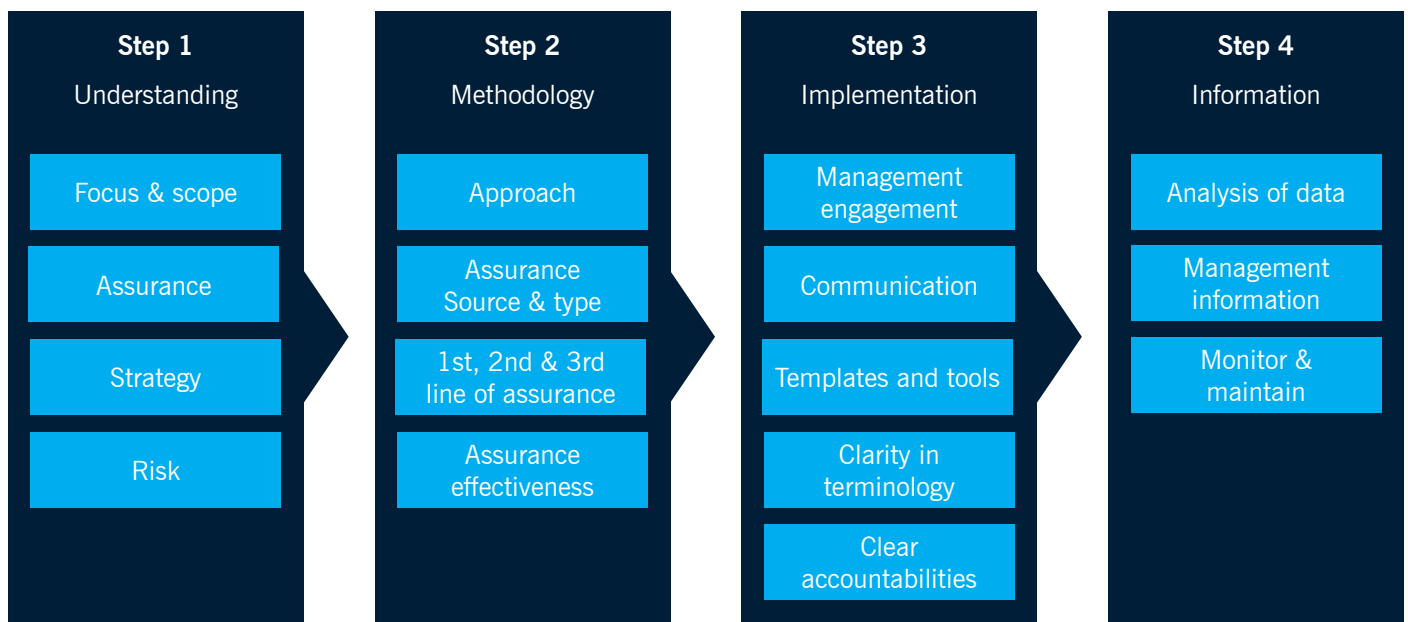 Step 1
Understanding
Focus & scope
Assurance
Strategy
Risk
Step 2
Methodology
Approach
Assurance
Source & type
1st, 2nd & 3rd
line of assurance
Assurance
effectiveness
Step 3
Implementation
Management
engagement
Communication
Templates and tools
Clarity in
terminology
Clear
accountabilities
Step 4
Information
Analysis of data
Management
information
Monitor &
maintain